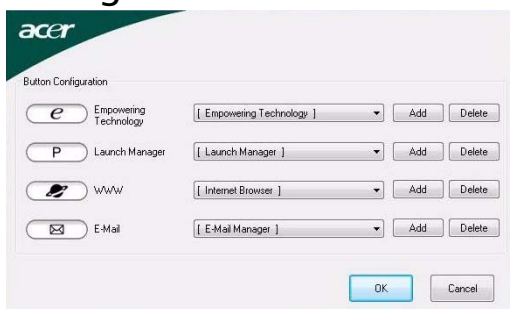 acer
Button Configuration
e Empowering Technology [ Empowering Technology ] Add Delete
P Launch Manager [ Launch Manager ] Add Delete
WWW [ Internet Browser ] Add Delete
E-Mail [ E-Mail Manager ] Add Delete
OK Cancel